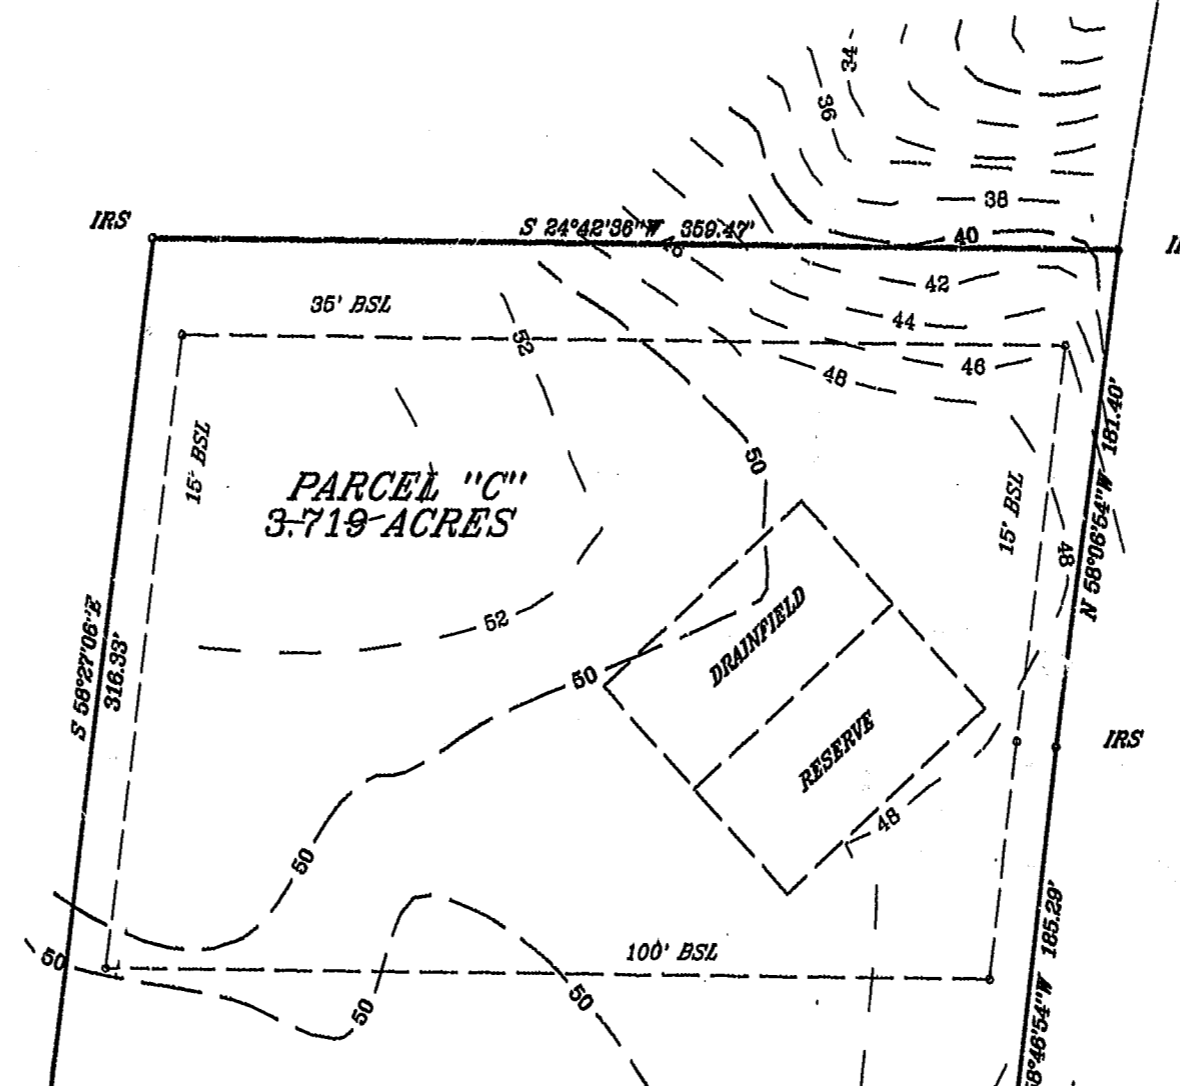 34
36
38
IRS
S 24°42'36"W 359.47'
40
46
42
35' BSL
44
52
46
48
15' BSL
50
PARCEL "C"
3.719 ACRES
15' BSL
N 58°06'54"W 181.40'
48
DRAINFIELD
52
S 58°27'06"E
316.33'
50
RESERVE
IRS
48
50
100' BSL
50
50
50
185.29'